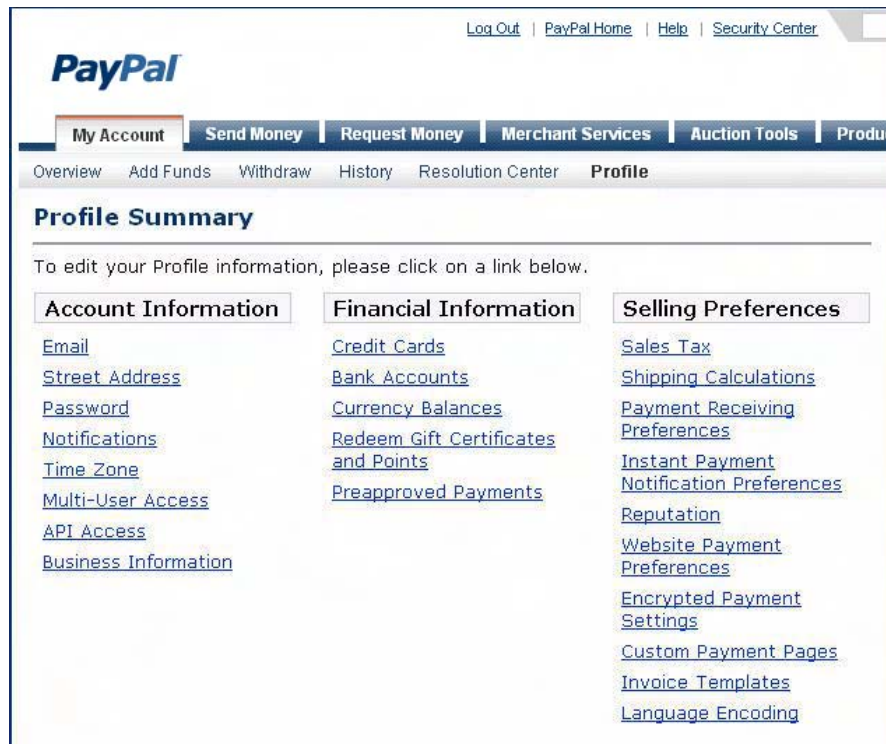 Log Out | PayPal Home | Help | Security Center
PayPal
My Account Send Money Request Money Merchant Services Auction Tools
Overview Add Funds Withdraw History Resolution Center Profile
Profile Summary
To edit your Profile information, please click on a link below.
Account Information
Email
Street Address
Password
Notifications
Time Zone
Multi-User Access
API Access
Business Information
Financial Information
Credit Cards
Bank Accounts
Currency Balances
Redeem Gift Certificates
and Points
Preapproved Payments
Selling Preferences
Sales Tax
Shipping Calculations
Payment Receiving
Preferences
Instant Payment
Notification Preferences
Reputation
Website Payment
Preferences
Encrypted Payment
Settings
Custom Payment Pages
Invoice Templates
Language Encoding